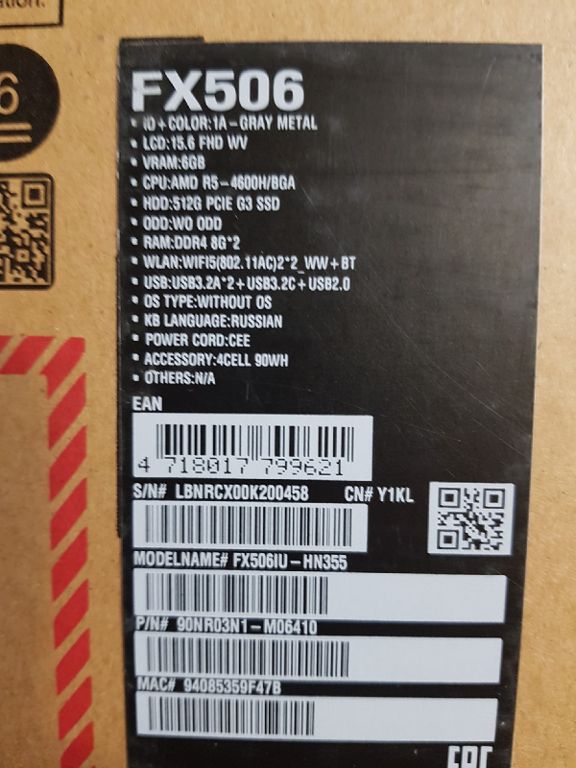 ation.
6
FX506
• ID+COLOR:1A-GRAY METAL
• LCD:15.6 FHD WV
• VRAM:6GB
• CPU:AMD R5-4600H/BGA
• HDD:512G PCIE G3 SSD
• ODD:WO ODD
• RAM:DDR4 8G*2
• WLAN:WIFI5(802.11AC)2*2_WW+BT
• USB:USB3.2A*2+USB3.2C+USB2.0
• OS TYPE:WITHOUT OS
• KB LANGUAGE:RUSSIAN
• POWER CORD:CEE
• ACCESSORY:4CELL 90WH
• OTHERS:N/A
EAN
4 718017 799621
S/N# LBNRCX00K200458 CN# Y1KL
MODELNAME# FX506IU-HN355
P/N# 90NR03N1-M06410
MAC# 94085359F47B
EAC